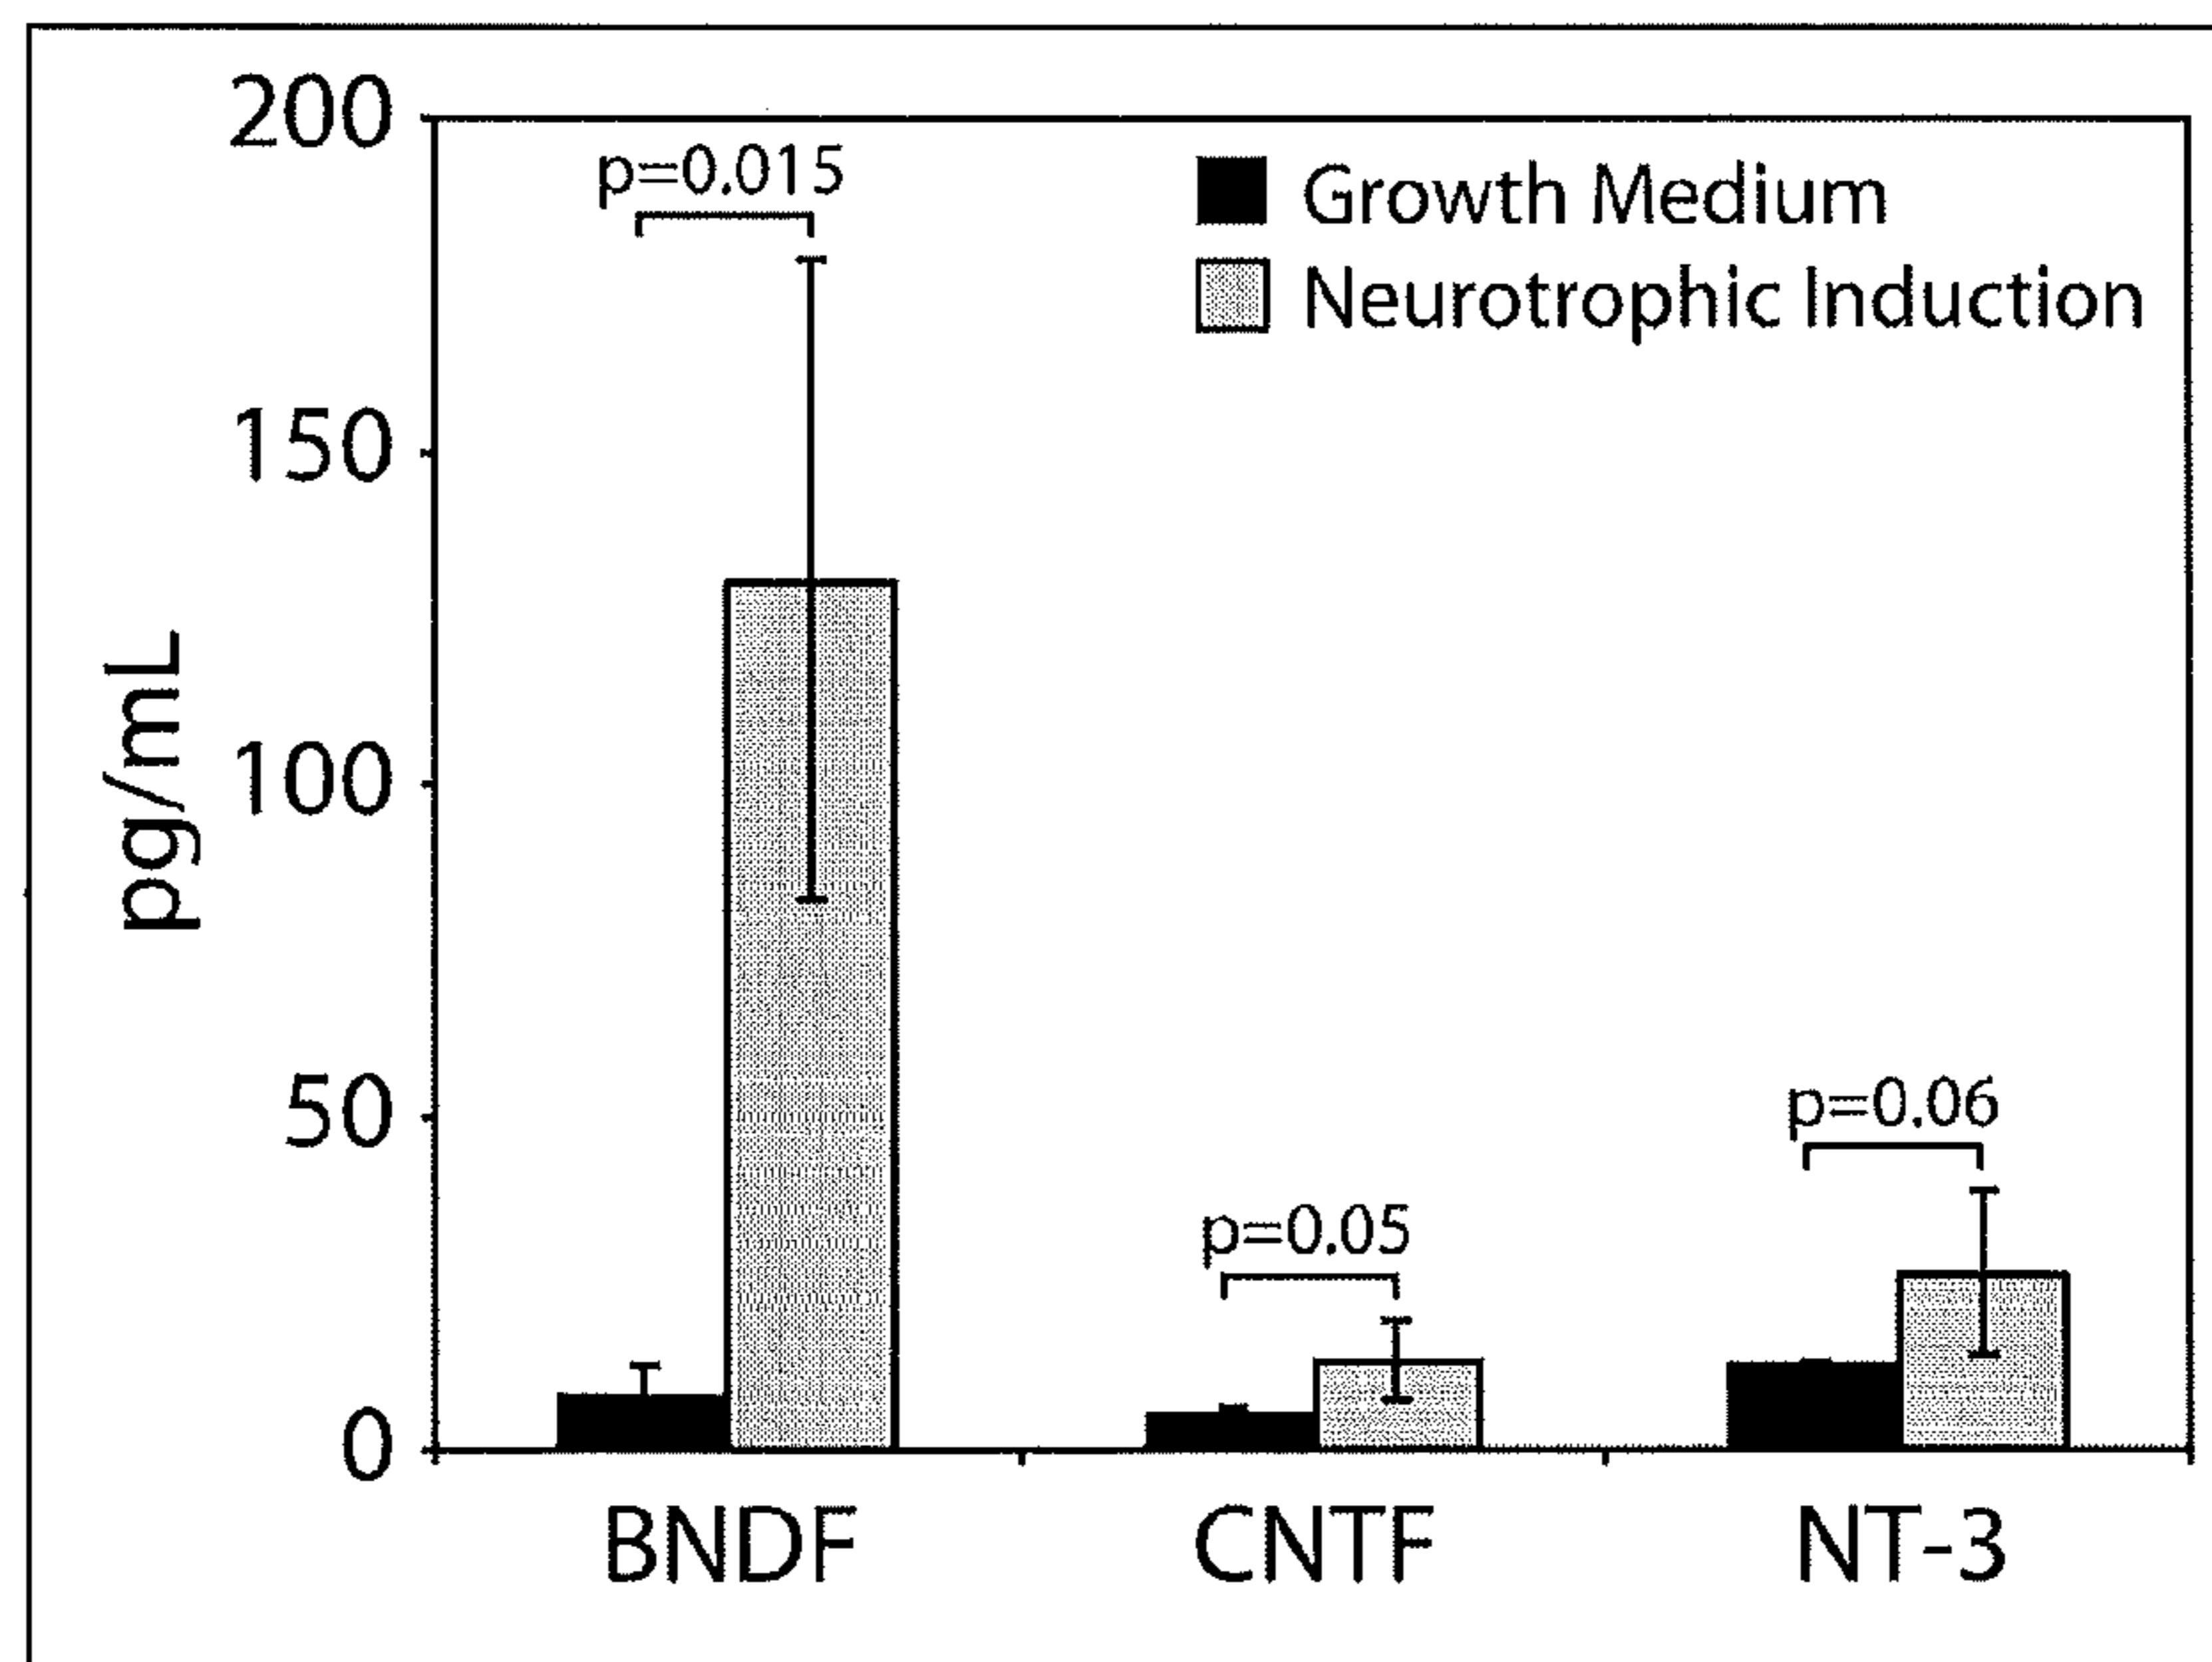 200
p=0.015
Growth Medium
Neurotrophic Induction
150
pg/mL
100
50
p=0.06
p=0.05
0
BNDF
CNTF
NT-3